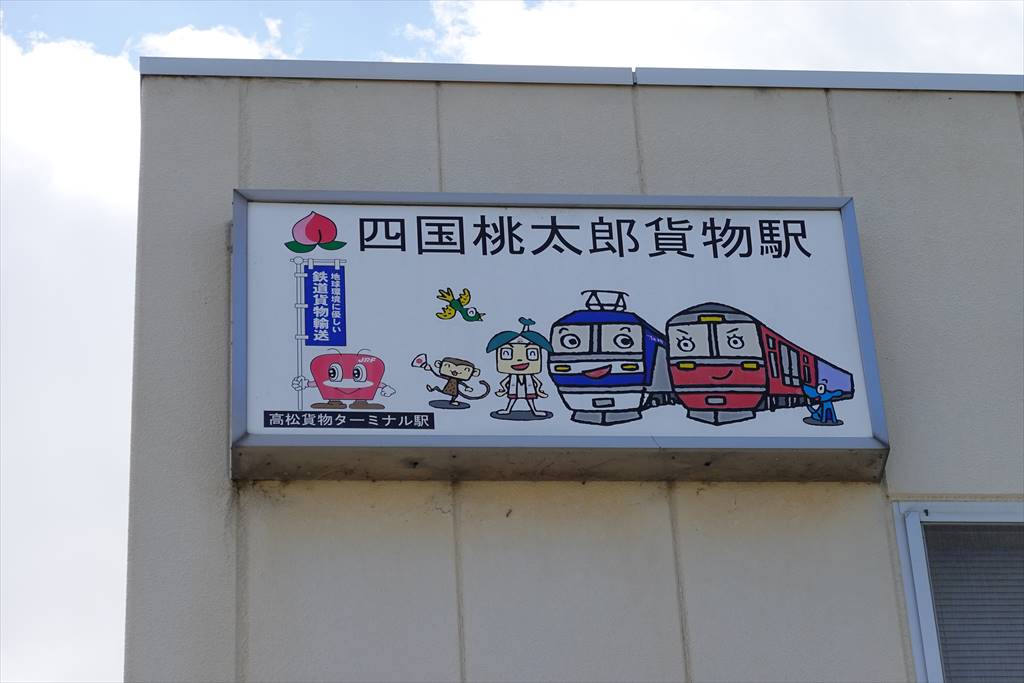 四国桃太郎貨物駅
地球環境に優しい
鉄道貨物輸送
JRF
高松貨物ターミナル駅